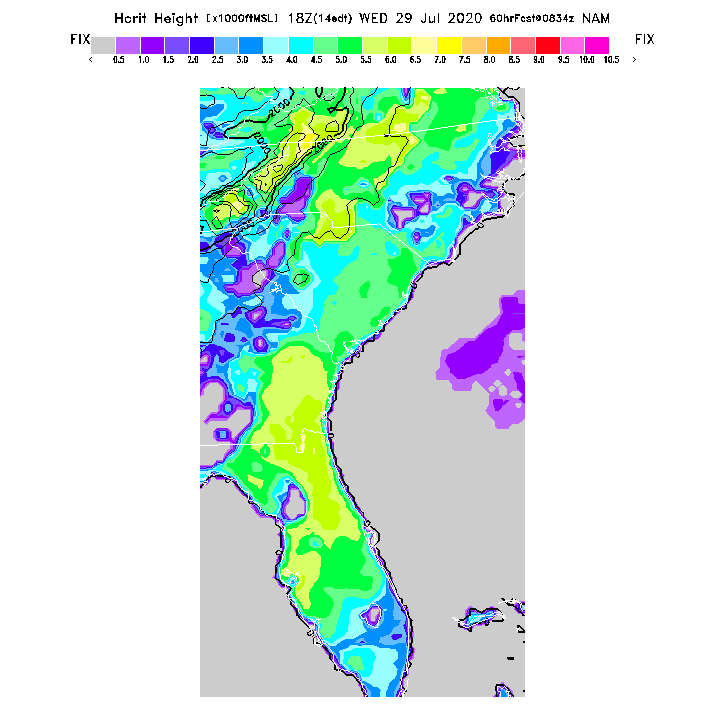 Hcrit Height [x1000ftMSL] 18Z(14edt) WED 29 Jul 2020 60hrFcst@0834z NAM
FIX FIX
< 0.5 1.0 1.5 2.0 2.5 3.0 3.5 4.0 4.5 5.0 5.5 6.0 6.5 7.0 7.5 8.0 8.5 9.0 9.5 10.0 10.5 >
2000
2000